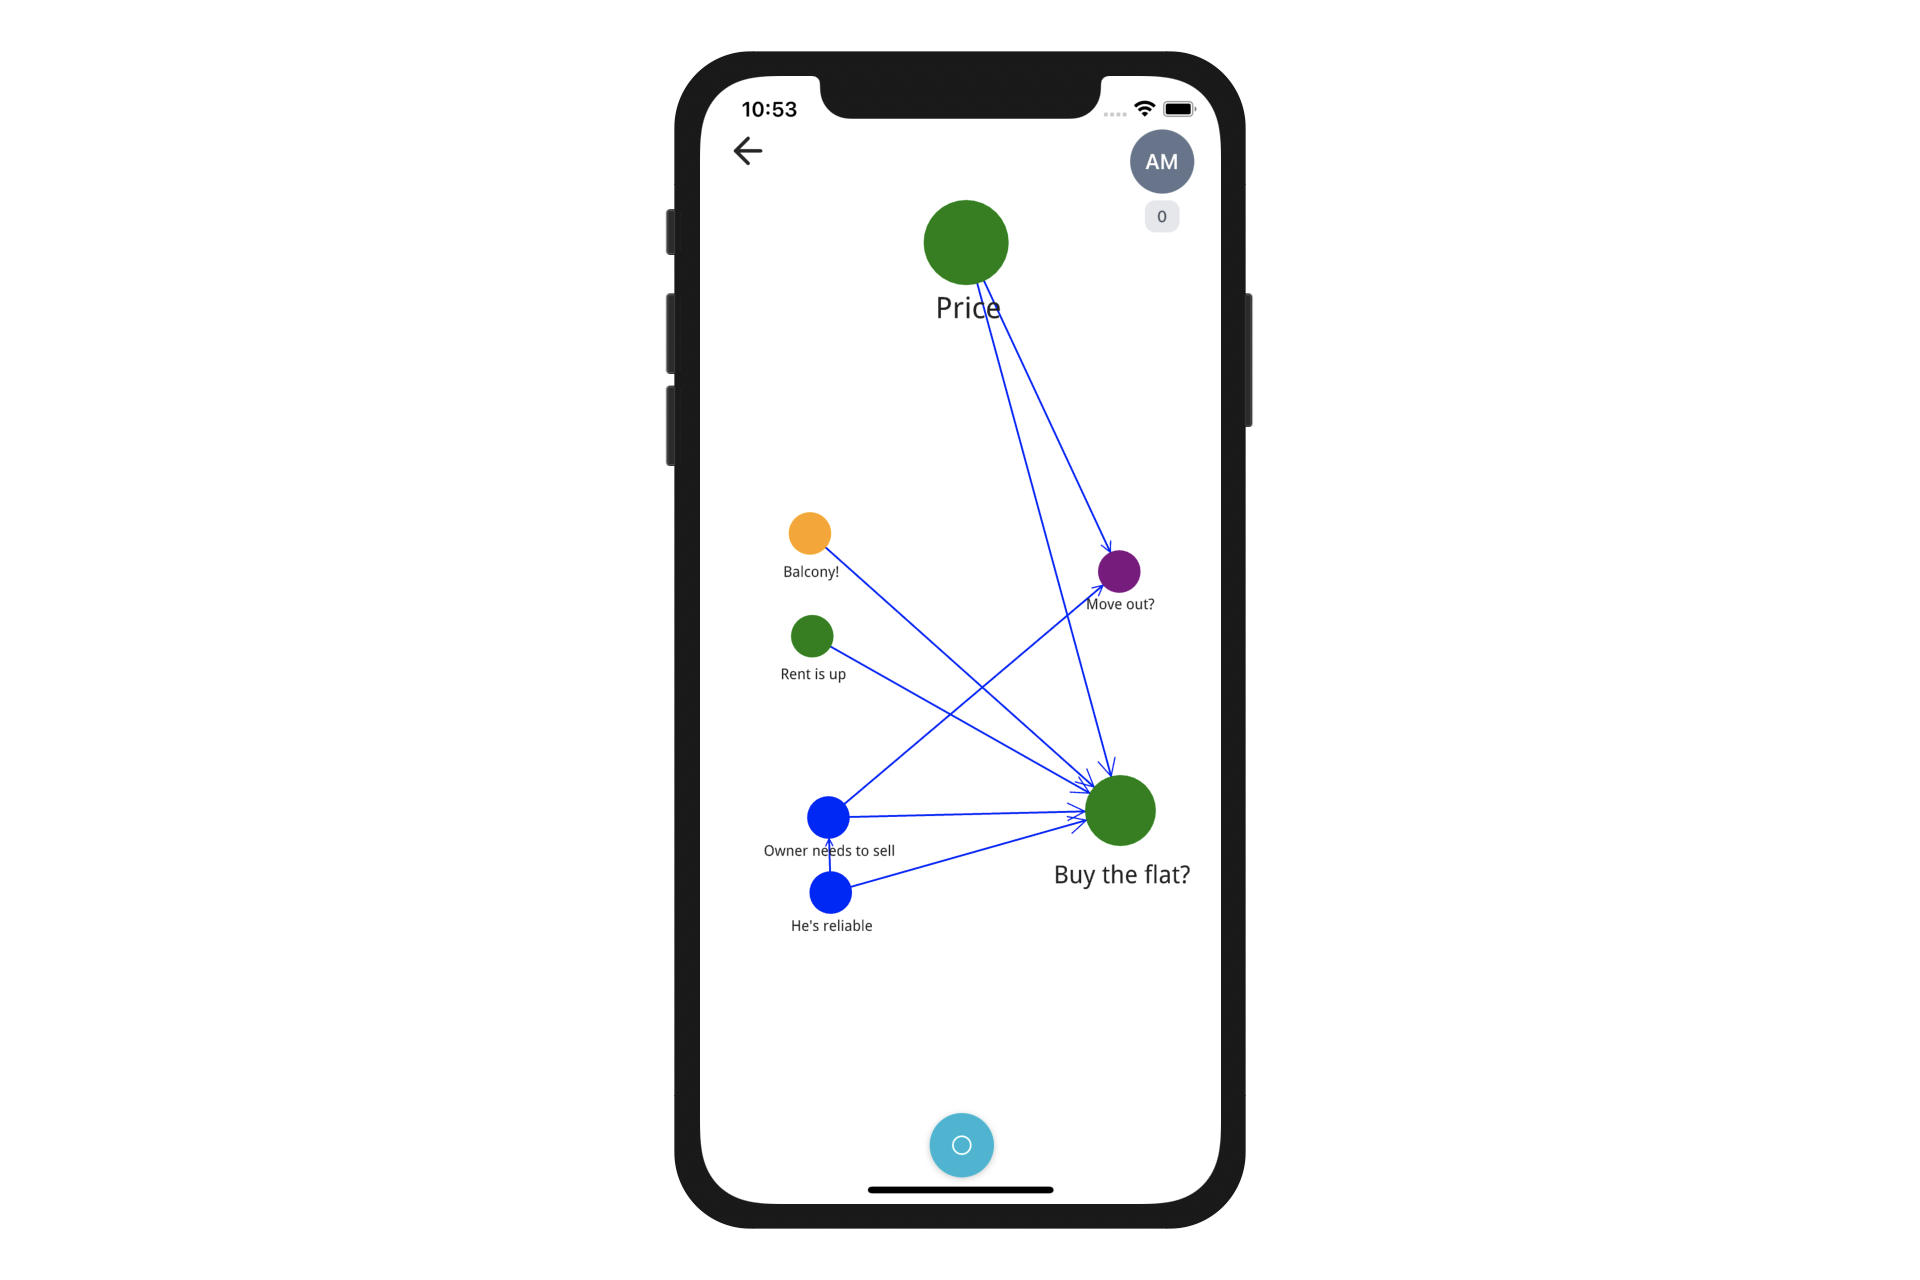 10:53
AM
0
Price
Balcony!
Move out?
Rent is up
Owner needs to sell
Buy the flat?
He's reliable